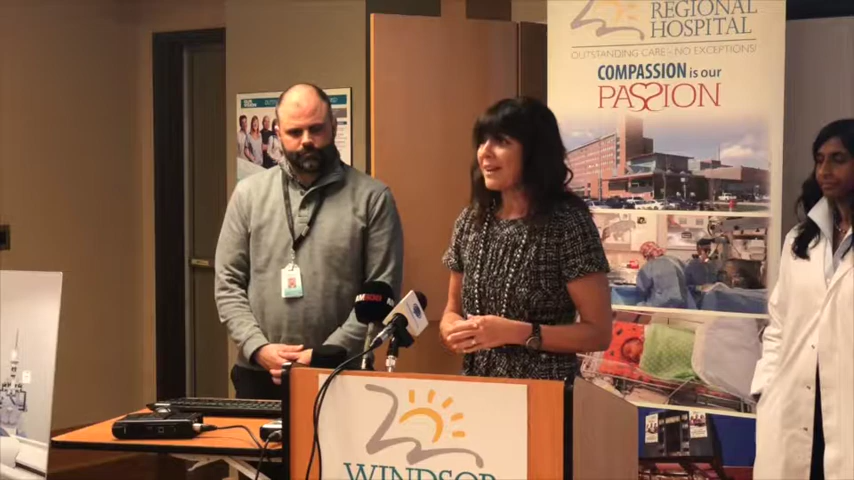 REGIONAL
HOSPITAL
OUTSTANDING CARE – NO EXCEPTIONS!
COMPASSION is our
PASSION
WINDSOR